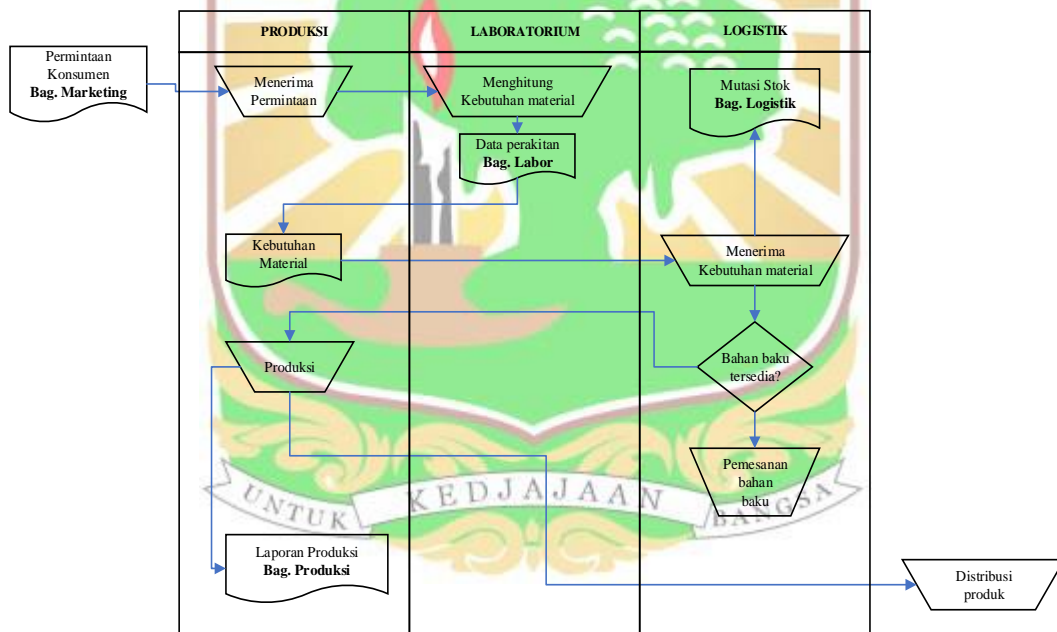 PRODUKSI
LABORATORIUM
LOGISTIK
Permintaan
Konsumen
Bag. Marketing
Menerima
Permintaan
Menghitung
Kebutuhan material
Mutasi Stok
Bag. Logistik
Data perakitan
Bag. Labor
Kebutuhan
Material
Menerima
Kebutuhan material
Produksi
Bahan baku
tersedia?
Pemesanan
bahan
baku
UNTUK KEDJAJAAN BANGSA
Laporan Produksi
Bag. Produksi
Distribusi
produk